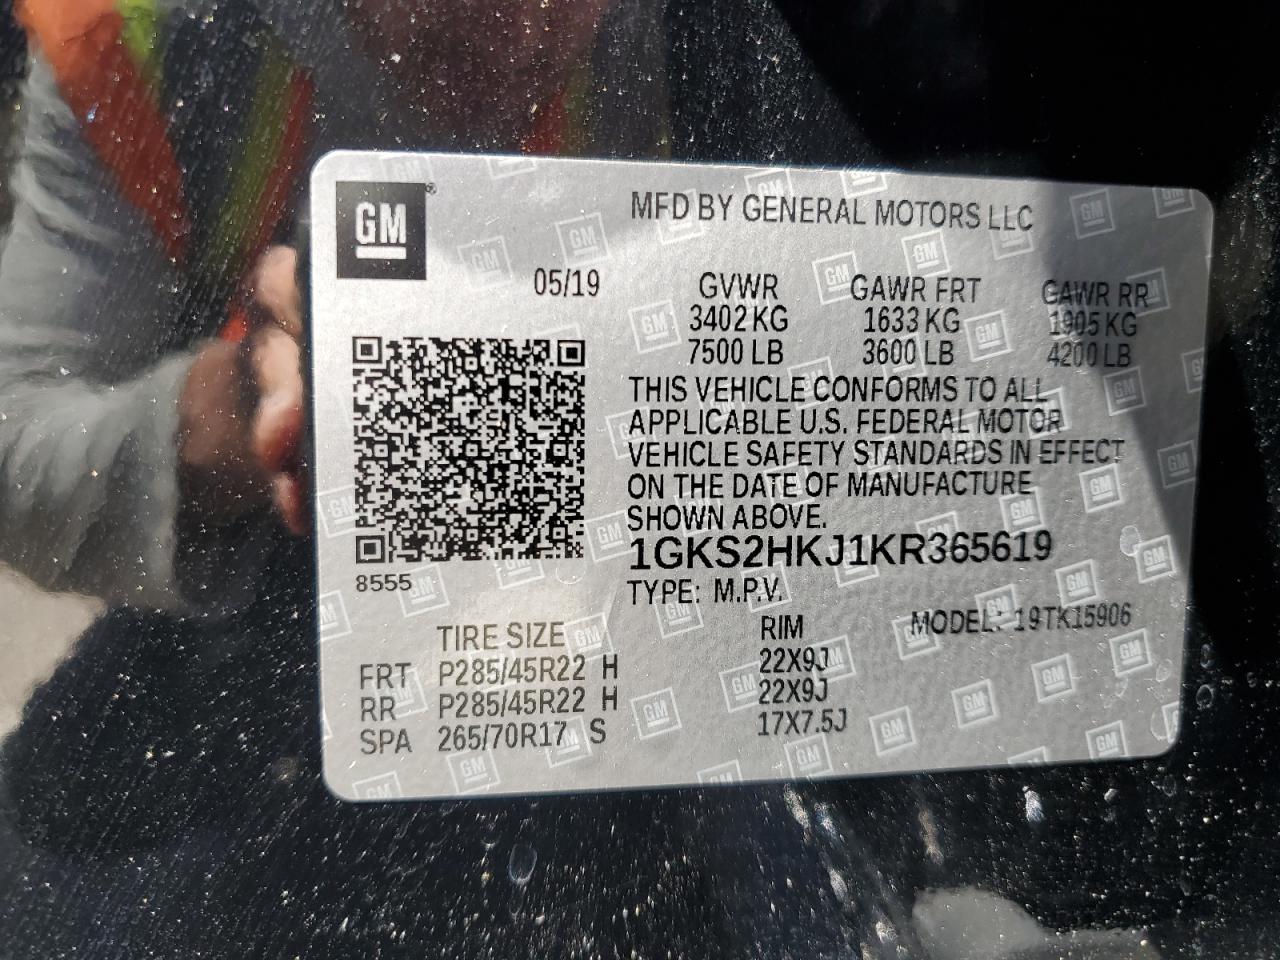 GM®
MFD BY GENERAL MOTORS LLC
05/19 GVWR GAWR FRT GAWR RR
3402 KG 1633 KG 1905 KG
7500 LB 3600 LB 4200 LB
THIS VEHICLE CONFORMS TO ALL
APPLICABLE U.S. FEDERAL MOTOR
VEHICLE SAFETY STANDARDS IN EFFECT
ON THE DATE OF MANUFACTURE
SHOWN ABOVE.
1GKS2HKJ1KR365619
8555
TYPE: M.P.V.
MODEL: 19TK15906
TIRE SIZE RIM
FRT P285/45R22 H 22X9J
RR P285/45R22 H 22X9J
SPA 265/70R17 S 17X7.5J